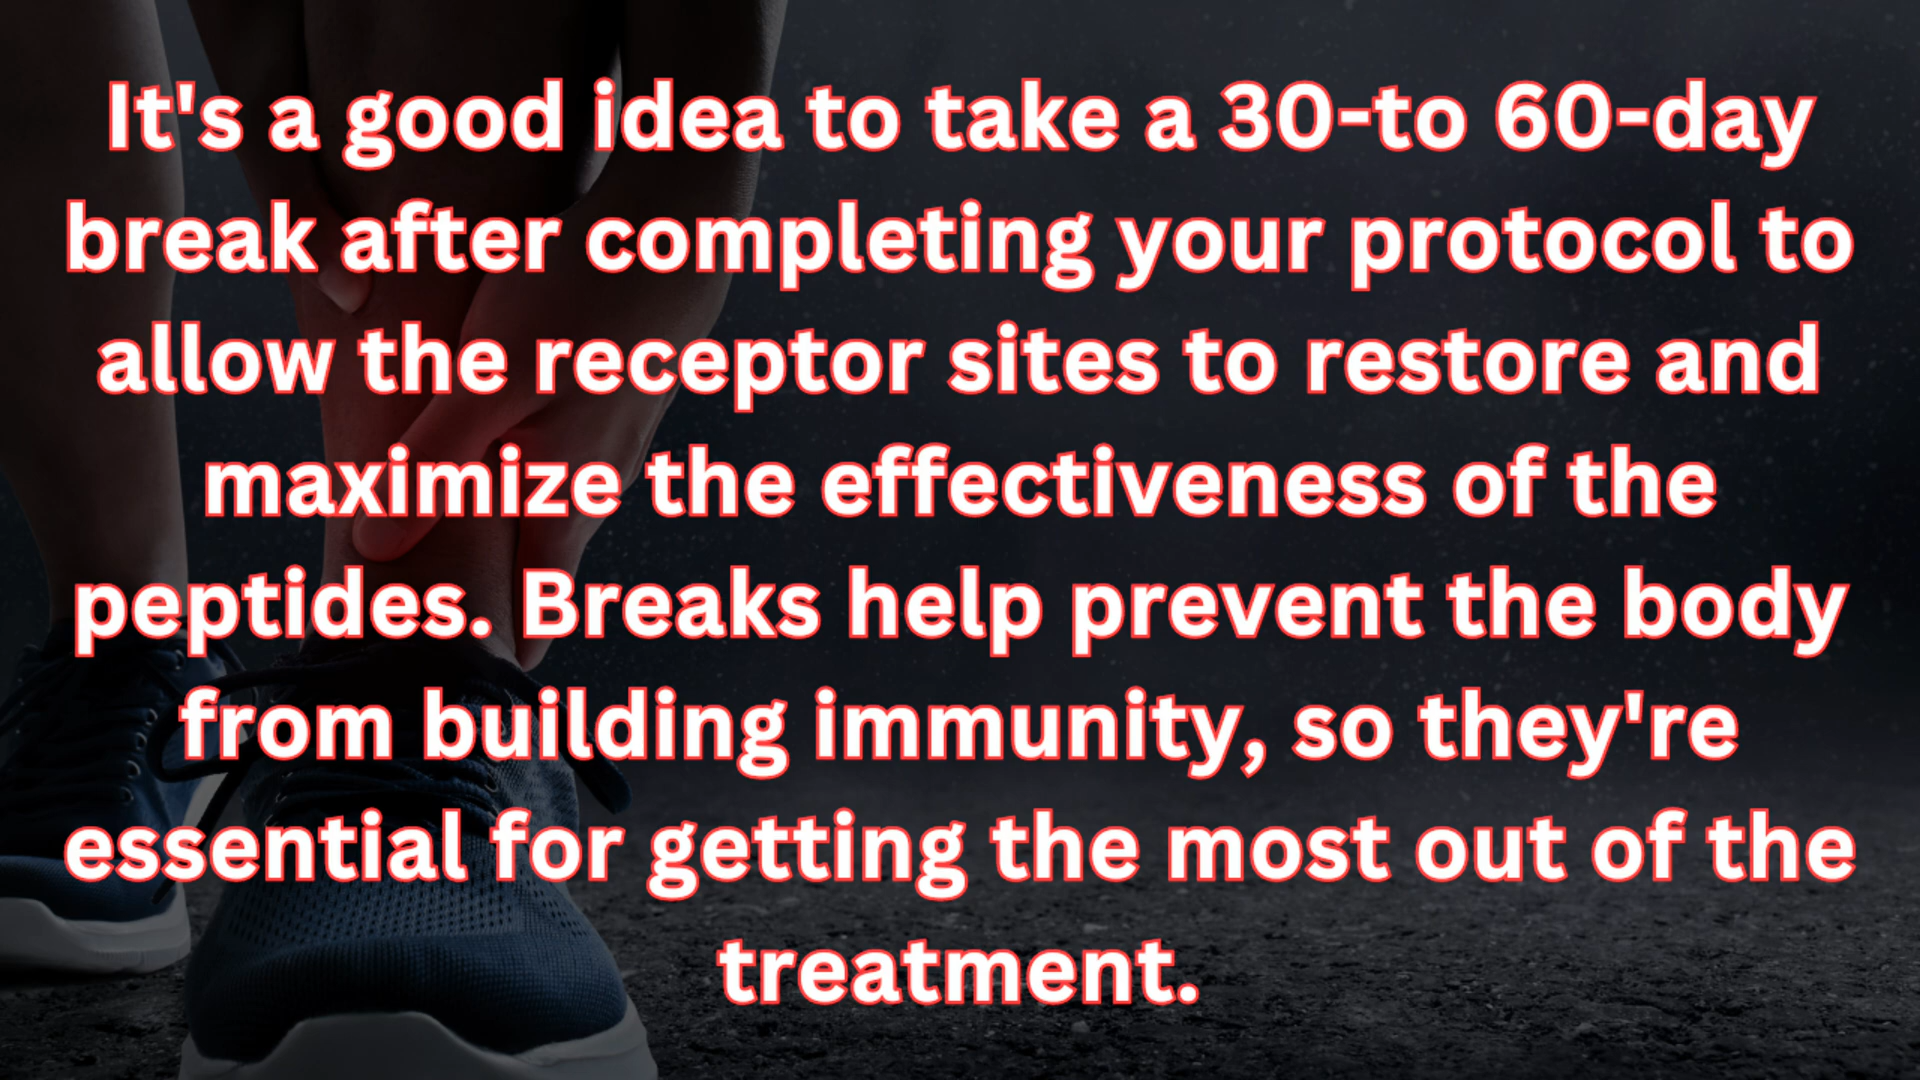 It's a good idea to take a 30-to 60-day
break after completing your protocol to
allow the receptor sites to restore and
maximize the effectiveness of the
peptides. Breaks help prevent the body
from building immunity, so they're
essential for getting the most out of the
treatment.